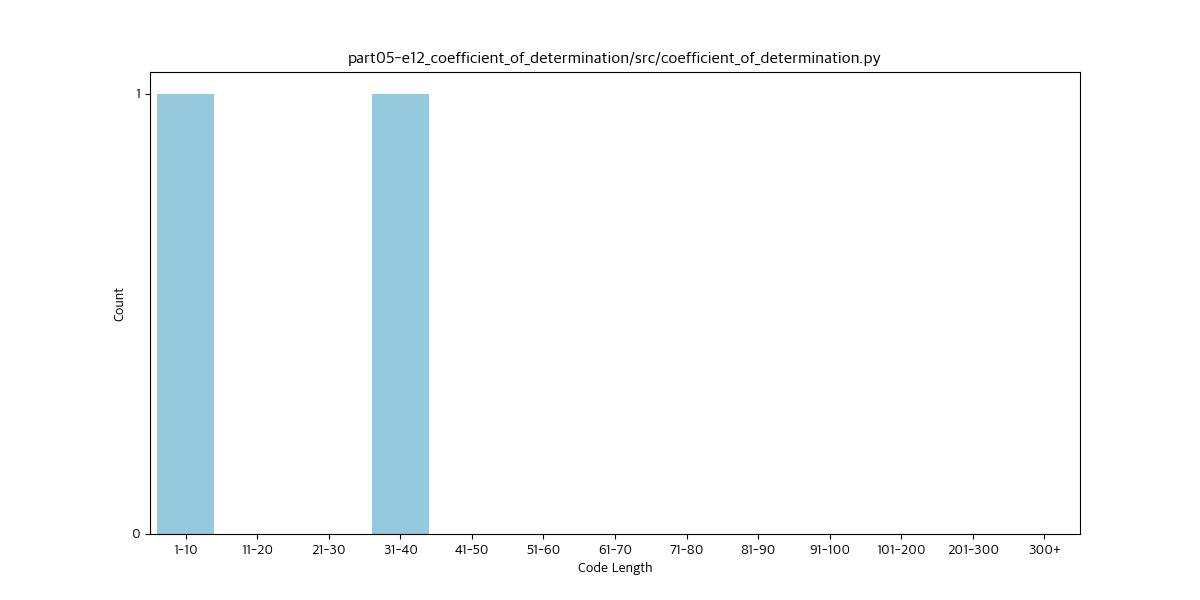 part05-e12_coefficient_of_determination/src/coefficient_of_determination.py
1
Count
0
1-10 11-20 21-30 31-40 41-50 51-60 61-70 71-80 81-90 91-100 101-200 201-300 300+
Code Length